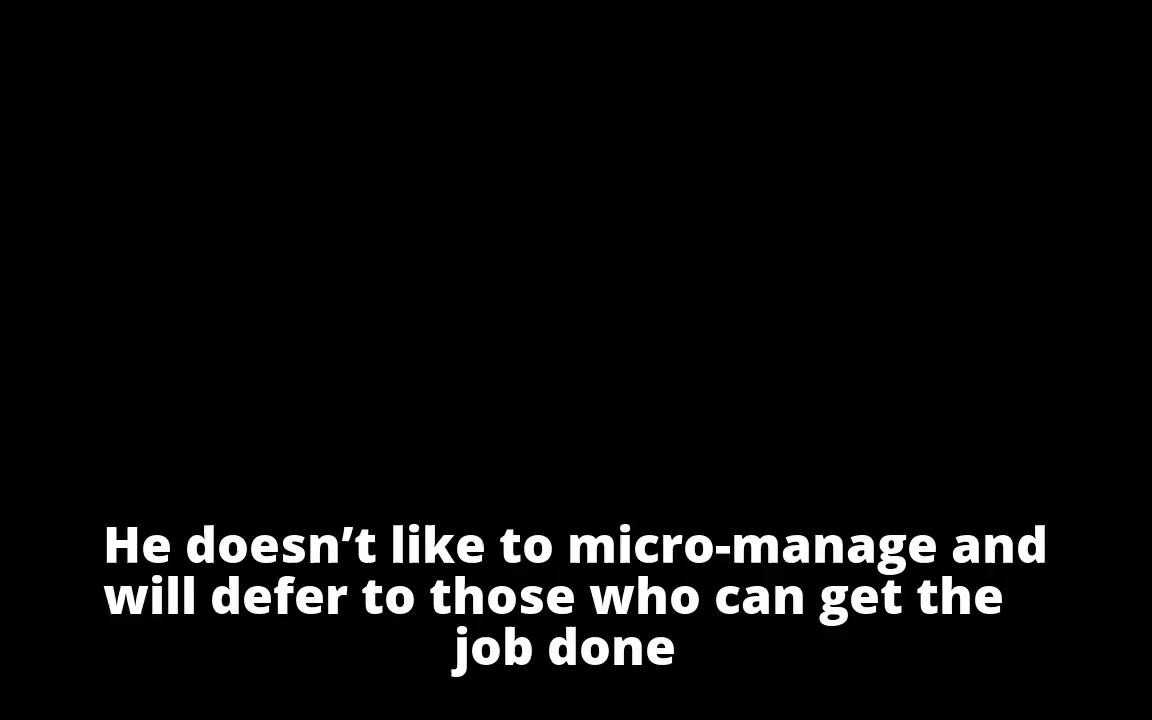 He doesn’t like to micro-manage and
will defer to those who can get the
job done